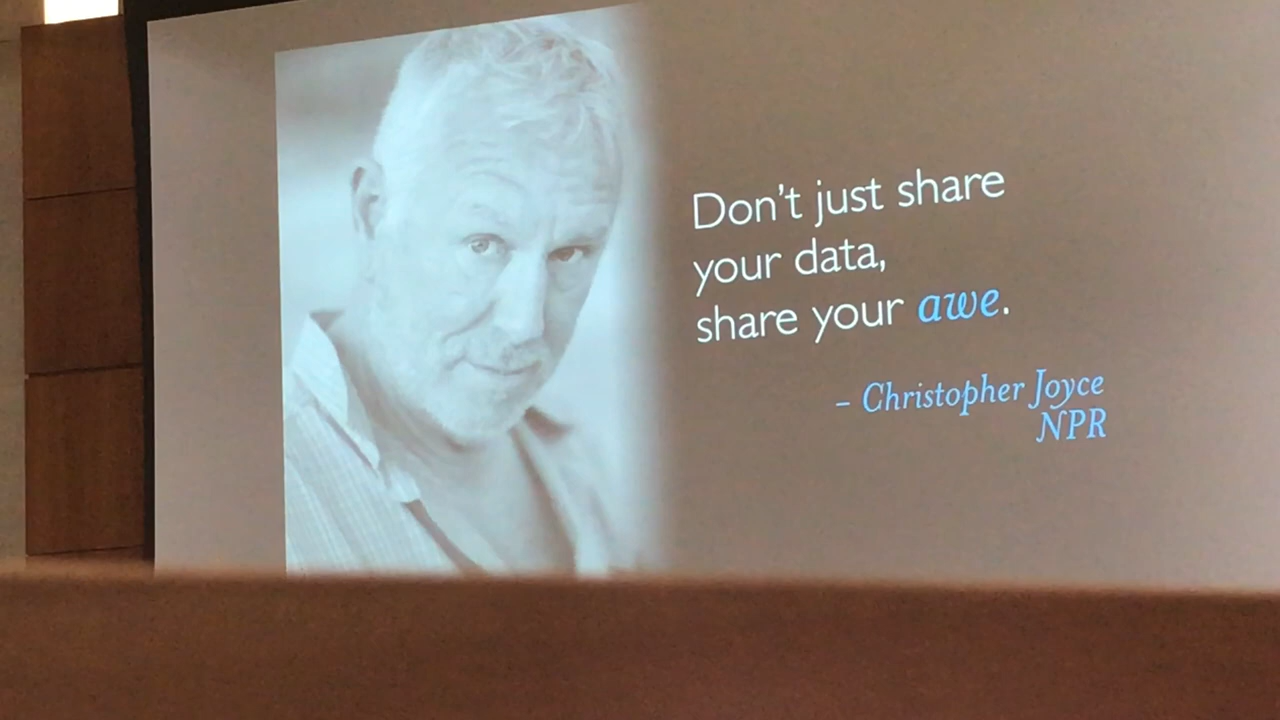 Don't just share
your data,
share your awe.
– Christopher Joyce
NPR